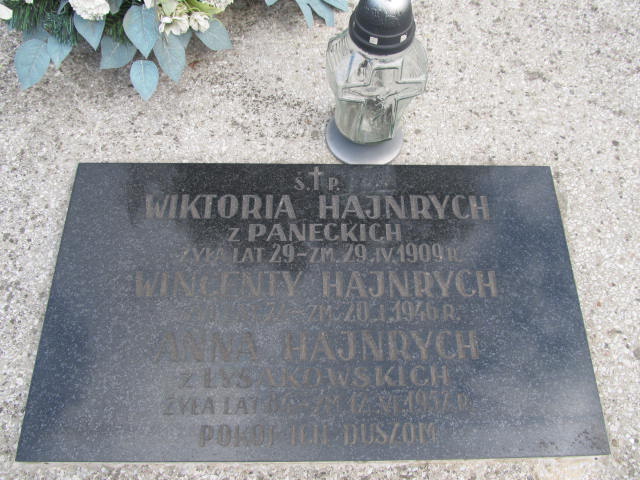 Ś.†P.
WIKTORIA HAJNRYCH
Z PANECKICH
ŻYŁA LAT 29 - ZM. 29.IV.1909 R.
WINCENTY HAJNRYCH
ZM. 20.I.1946 R.
ANNA HAJNRYCH
Z ŁYSAKOWSKICH
ŻYŁA LAT
POKÓJ ICH DUSZOM